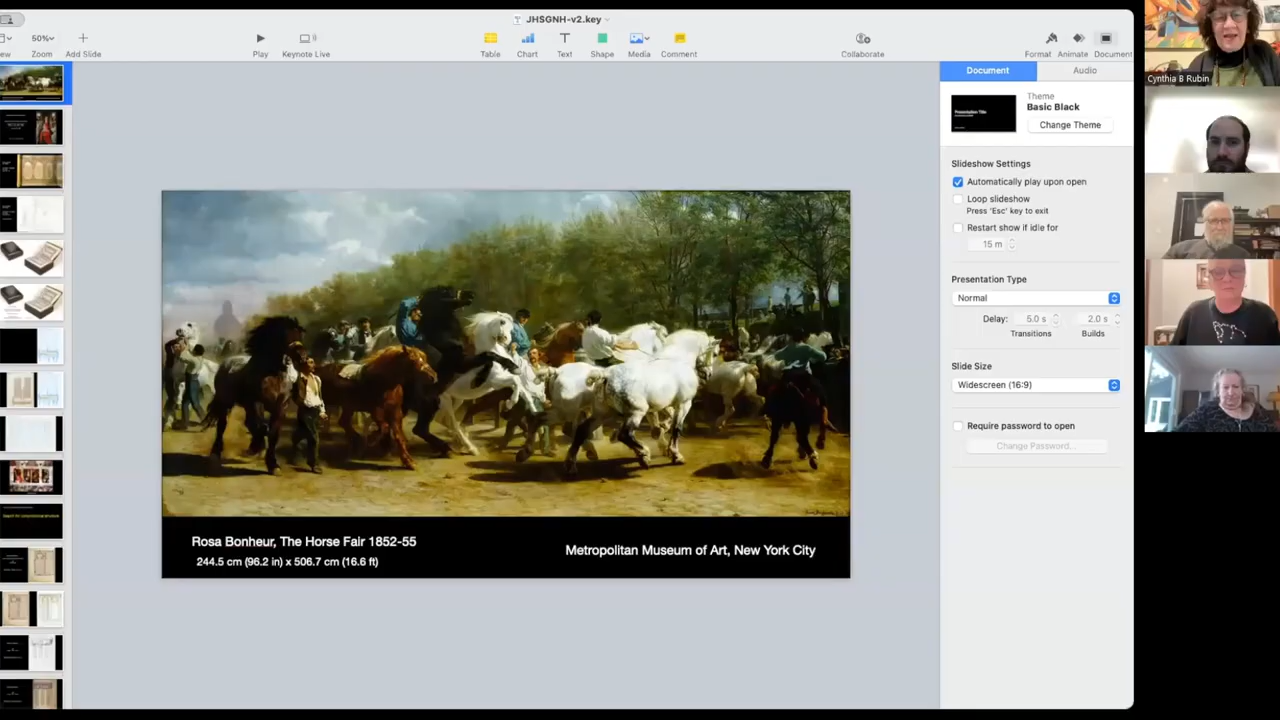 JHSGNH-v2.key
50%
Zoom
Add Slide
Play
Keynote Live
Table
Chart
Text
Shape
Media
Comment
Collaborate
Format
Animate
Document
Document
Audio
Theme
Basic Black
Change Theme
Slideshow Settings
Automatically play upon open
Loop slideshow
Press 'Esc' key to exit
Restart show if idle for
15 m
Presentation Type
Normal
Delay: 5.0 s 2.0 s
Transitions Builds
Slide Size
Widescreen (16:9)
Require password to open
Change Password...
Rosa Bonheur, The Horse Fair 1852-55
244.5 cm (96.2 in) x 506.7 cm (16.6 ft)
Metropolitan Museum of Art, New York City
Cynthia B Rubin